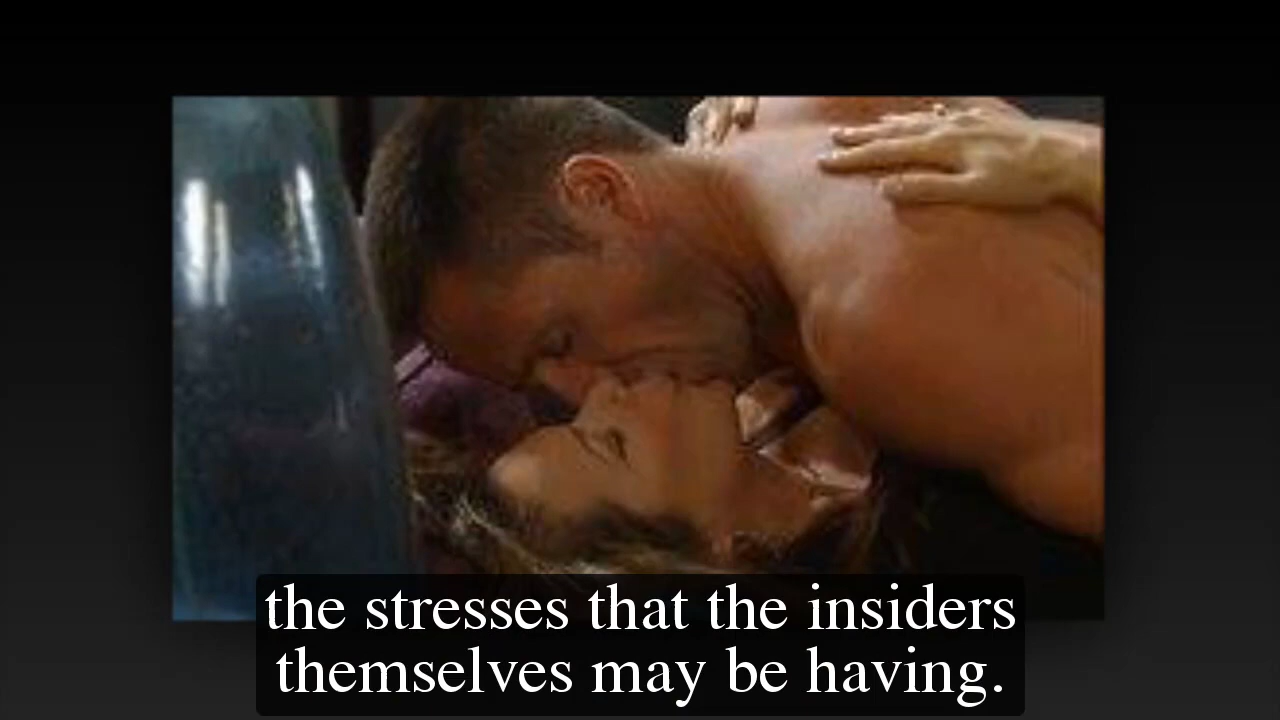 the stresses that the insiders
themselves may be having.